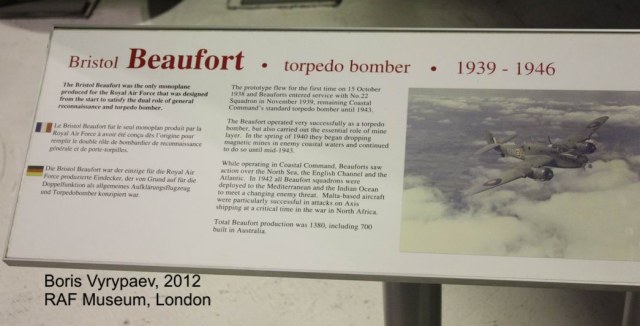 Bristol Beaufort • torpedo bomber • 1939 - 1946
The Bristol Beaufort was the only monoplane
produced for the Royal Air Force that was designed
from the start to satisfy the dual role of general
reconnaissance and torpedo bomber.
Le Bristol Beaufort fut le seul monoplan produit par la
Royal Air Force à avoir été conçu dès l'origine pour
remplir le double rôle de bombardier de reconnaissance
générale et de porte-torpilles.
Die Bristol Beaufort war der einzige für die Royal Air
Force produzierte Eindecker, der von Grund auf für die
Doppelfunktion als allgemeines Aufklärungsflugzeug
und Torpedobomber konzipiert war.
The prototype flew for the first time on 15 October
1938 and Beauforts entered service with No.22
Squadron in November 1939, remaining Coastal
Command's standard torpedo bomber until 1943.
The Beaufort operated very successfully as a torpedo
bomber, but also carried out the essential role of mine
layer. In the spring of 1940 they began dropping
magnetic mines in enemy coastal waters and continued
to do so until mid-1943.
While operating in Coastal Command, Beauforts saw
action over the North Sea, the English Channel and the
Atlantic. In 1942 all Beaufort squadrons were
deployed to the Mediterranean and the Indian Ocean
to meet a changing enemy threat. Malta-based aircraft
were particularly successful in attacks on Axis
shipping at a critical time in the war in North Africa.
Total Beaufort production was 1380, including 700
built in Australia.
Boris Vyrypaev, 2012
RAF Museum, London